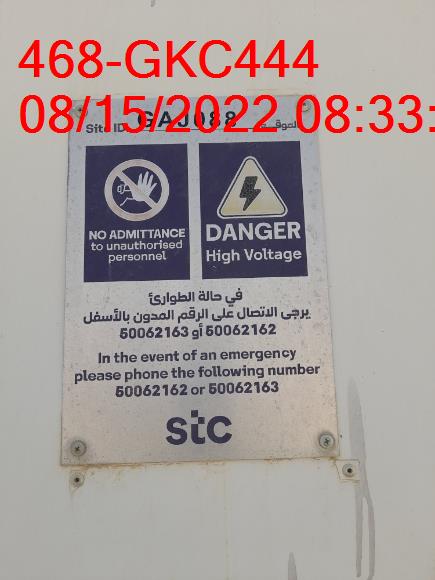 468-GKC444
08/15/2022 08:33:
Site ID GAJ088 الموقع
NO ADMITTANCE
to unauthorised
personnel
DANGER
High Voltage
في حالة الطوارئ
يرجى الاتصال على الرقم المدون بالأسفل
50062162 أو 50062163
In the event of an emergency
please phone the following number
50062162 or 50062163
stc